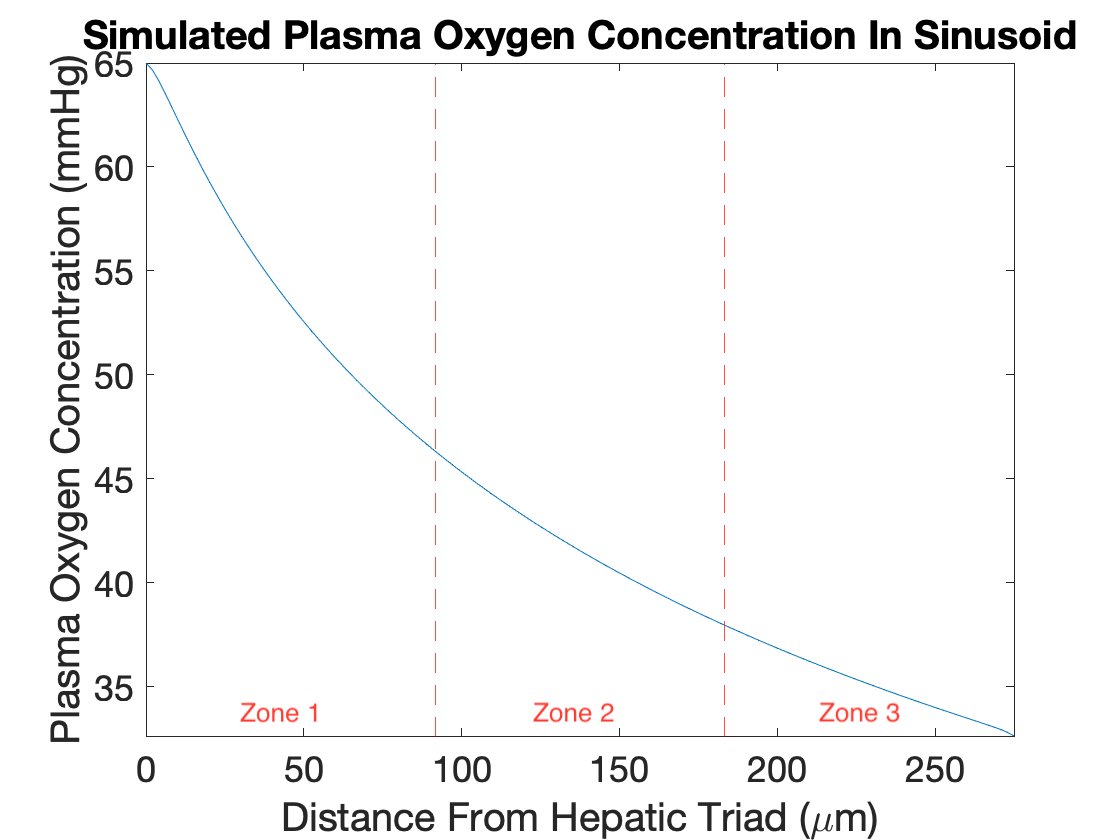 Simulated Plasma Oxygen Concentration In Sinusoid
Plasma Oxygen Concentration (mmHg)
65
60
55
50
45
40
35
Zone 1 Zone 2 Zone 3
0 50 100 150 200 250
Distance From Hepatic Triad (μm)